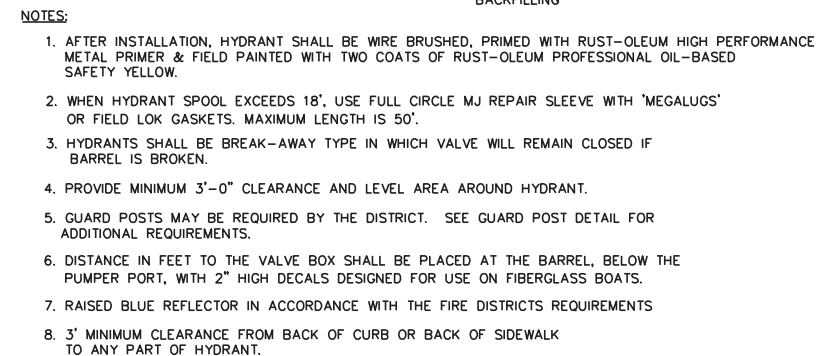 BACKFILLING
NOTES:
1. AFTER INSTALLATION, HYDRANT SHALL BE WIRE BRUSHED, PRIMED WITH RUST-OLEUM HIGH PERFORMANCE
METAL PRIMER & FIELD PAINTED WITH TWO COATS OF RUST-OLEUM PROFESSIONAL OIL-BASED
SAFETY YELLOW.
2. WHEN HYDRANT SPOOL EXCEEDS 18', USE FULL CIRCLE MJ REPAIR SLEEVE WITH 'MEGALUGS'
OR FIELD LOK GASKETS. MAXIMUM LENGTH IS 50'.
3. HYDRANTS SHALL BE BREAK-AWAY TYPE IN WHICH VALVE WILL REMAIN CLOSED IF
BARREL IS BROKEN.
4. PROVIDE MINIMUM 3'-0" CLEARANCE AND LEVEL AREA AROUND HYDRANT.
5. GUARD POSTS MAY BE REQUIRED BY THE DISTRICT. SEE GUARD POST DETAIL FOR
ADDITIONAL REQUIREMENTS.
6. DISTANCE IN FEET TO THE VALVE BOX SHALL BE PLACED AT THE BARREL, BELOW THE
PUMPER PORT, WITH 2" HIGH DECALS DESIGNED FOR USE ON FIBERGLASS BOATS.
7. RAISED BLUE REFLECTOR IN ACCORDANCE WITH THE FIRE DISTRICTS REQUIREMENTS
8. 3' MINIMUM CLEARANCE FROM BACK OF CURB OR BACK OF SIDEWALK
TO ANY PART OF HYDRANT.